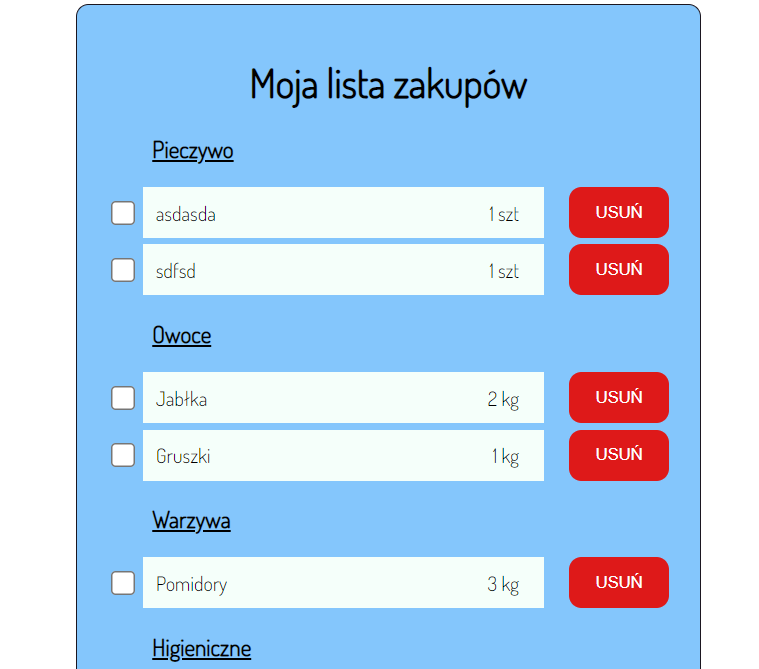 Moja lista zakupów
Pieczywo
asdasda 1 szt USUŃ
sdfsd 1 szt USUŃ
Owoce
Jabłka 2 kg USUŃ
Gruszki 1 kg USUŃ
Warzywa
Pomidory 3 kg USUŃ
Higieniczne